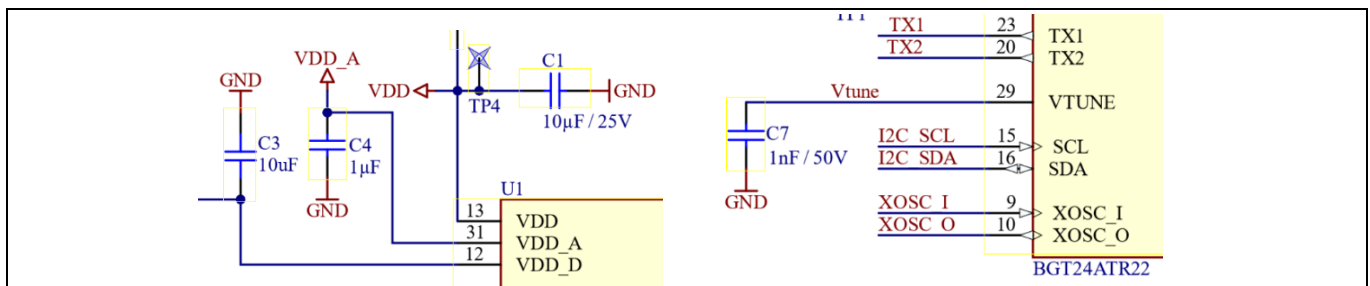 GND
VDD_A
VDD
TP4
C1
GND
10µF / 25V
C3
10uF
C4
1µF
GND
U1
13 VDD
31 VDD_A
12 VDD_D
TX1 23 TX1
TX2 20 TX2
Vtune 29 VTUNE
C7
1nF / 50V
GND
I2C_SCL 15 SCL
I2C_SDA 16 SDA
XOSC_I 9 XOSC_I
XOSC_O 10 XOSC_O
BGT24ATR22